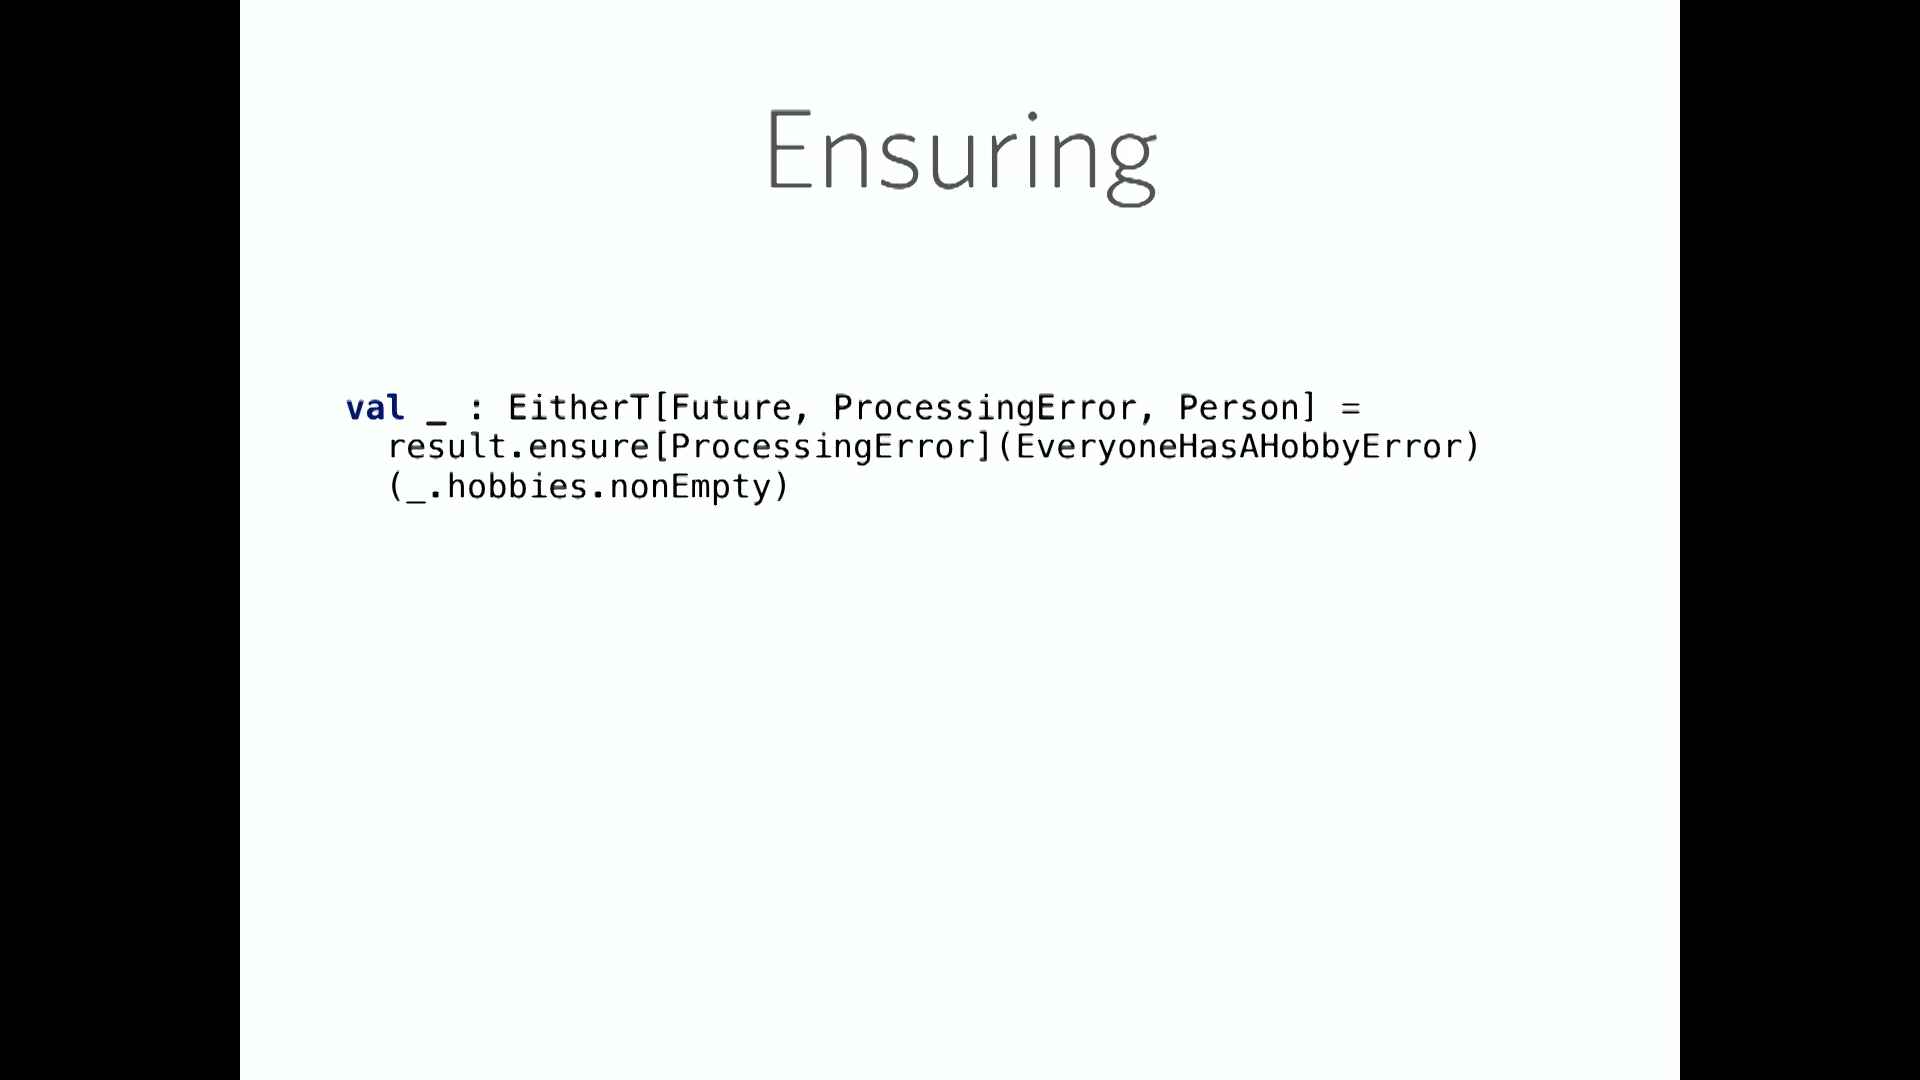 Ensuring
val _ : EitherT[Future, ProcessingError, Person] =
result.ensure[ProcessingError](EveryoneHasAHobbyError)
(_.hobbies.nonEmpty)